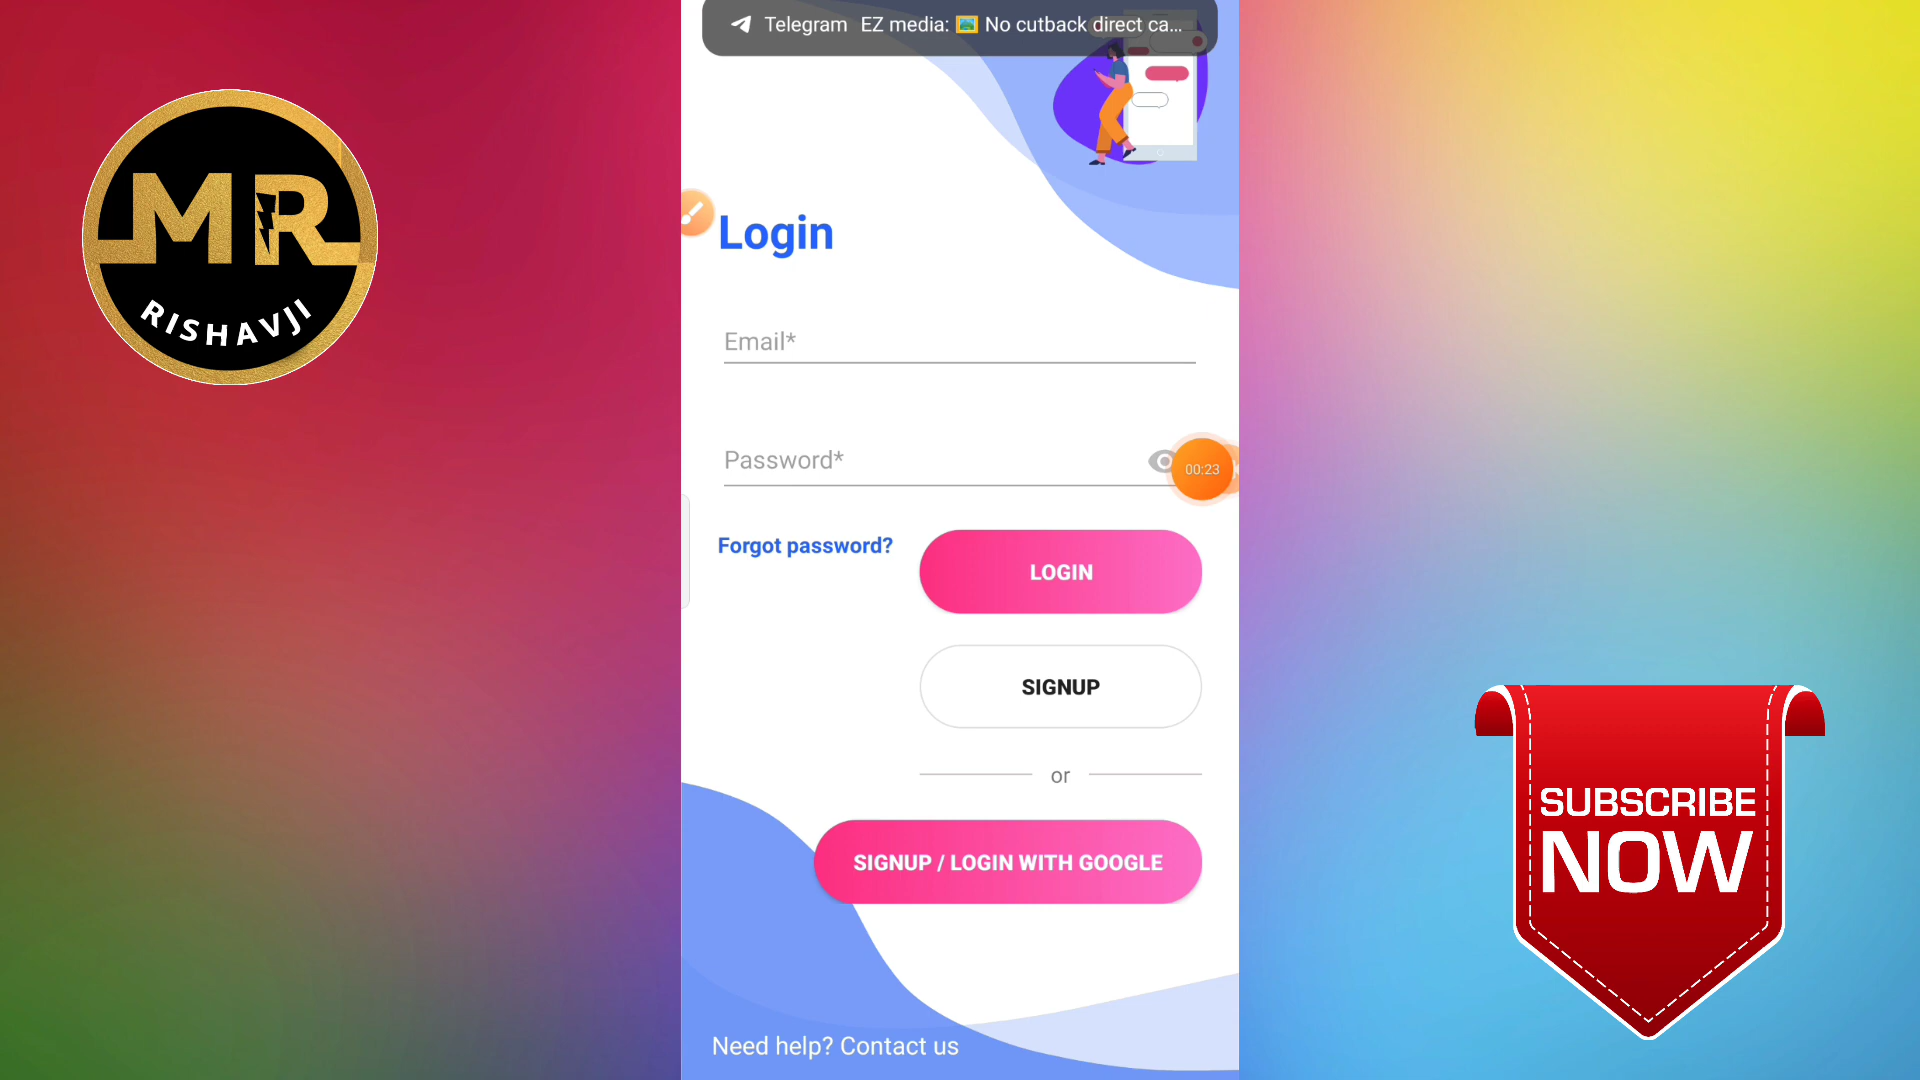 Telegram EZ media: 🖼️ No cutback direct ca...
MR
RISHAVJI
Login
Email*
Password*
00:23
Forgot password?
LOGIN
SIGNUP
or
SIGNUP / LOGIN WITH GOOGLE
SUBSCRIBE
NOW
Need help? Contact us